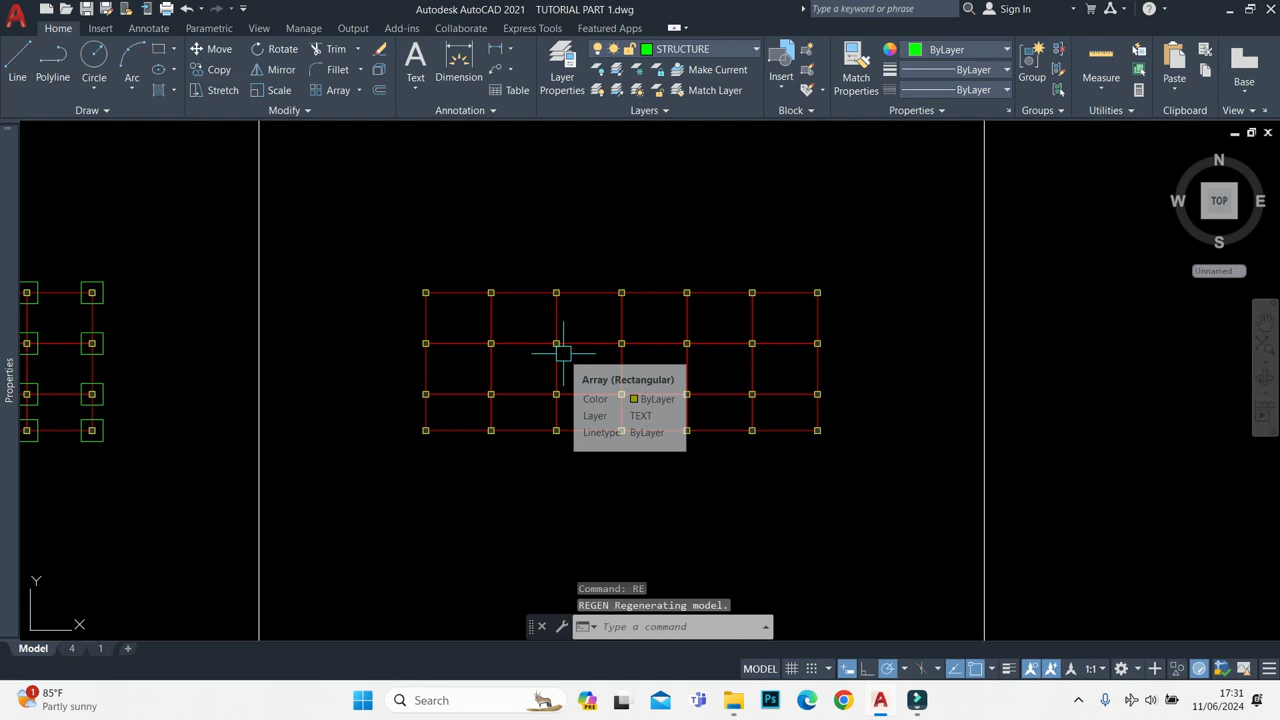 Autodesk AutoCAD 2021 TUTORIAL PART 1.dwg
Type a keyword or phrase
Sign In
Home Insert Annotate Parametric View Manage Output Add-ins Collaborate Express Tools Featured Apps
Line
Polyline
Circle
Arc
Move
Rotate
Trim
Copy
Mirror
Fillet
Stretch
Scale
Array
Text
Dimension
Table
Layer
Properties
STRUCTURE
Make Current
Match Layer
Insert
Match
Properties
ByLayer
ByLayer
ByLayer
Group
Measure
Paste
Base
Draw
Modify
Annotation
Layers
Block
Properties
Groups
Utilities
Clipboard
View
Properties
N
W
TOP
E
S
Unnamed
Array (Rectangular)
Color ByLayer
Layer TEXT
Linetype ByLayer
Y
X
Command: RE
REGEN Regenerating model.
Type a command
Model 4 1
MODEL
1:1
1
85°F
Partly sunny
Search
PRE
Ps
17:31
11/06/2024